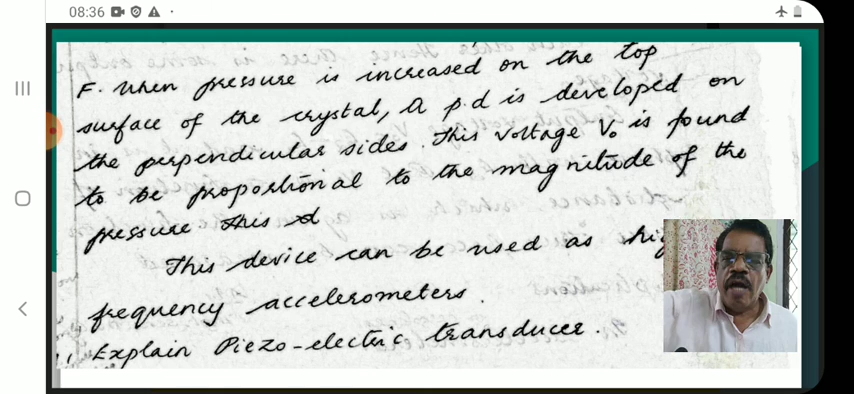 08:36
F. When pressure is increased on the top
surface of the crystal, a p.d is developed on
the perpendicular sides. This voltage Vo is found
to be proportional to the magnitude of the
pressure this
This device can be used as
frequency accelerometers.
Explain Piezo-electric transducer.